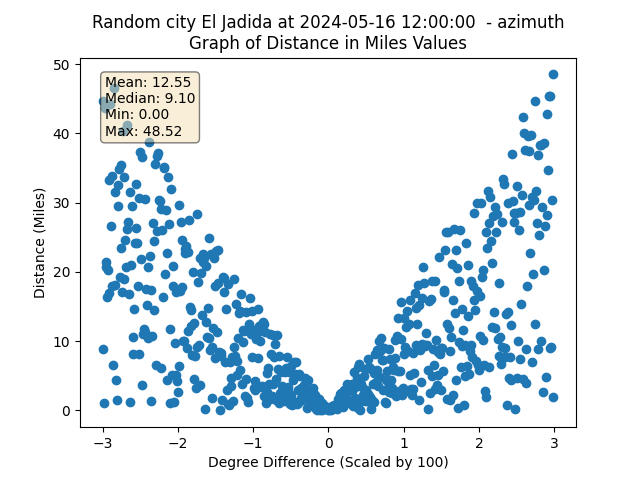 Random city El Jadida at 2024-05-16 12:00:00  - azimuth
Graph of Distance in Miles Values
50
40
30
20
10
0
Distance (Miles)
Mean: 12.55
Median: 9.10
Min: 0.00
Max: 48.52
−3
−2
−1
0
1
2
3
Degree Difference (Scaled by 100)